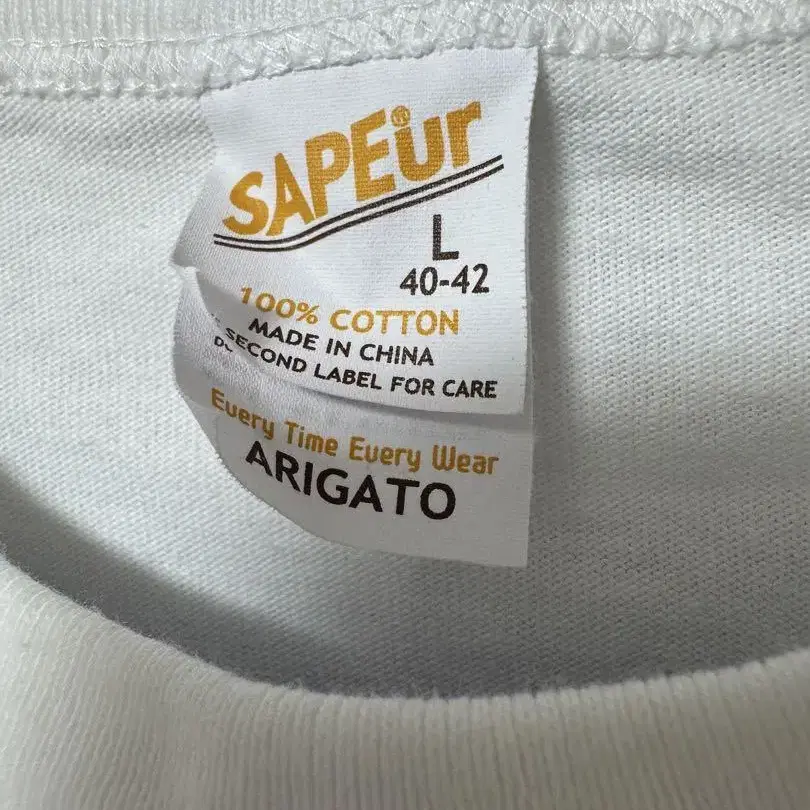 SAPEur®
L
40-42
100% COTTON
MADE IN CHINA
SECOND LABEL FOR CARE
Every Time Every Wear
ARIGATO